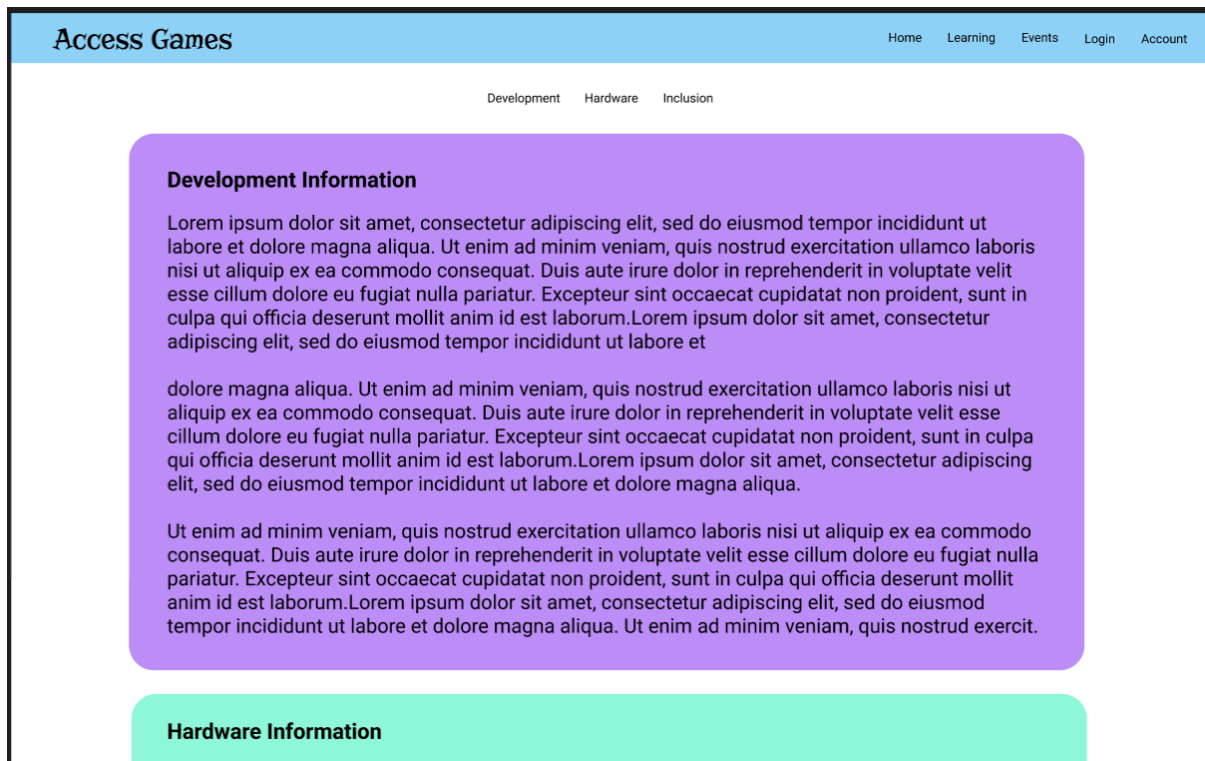 Access Games
Home Learning Events Login Account
Development Hardware Inclusion
Development Information
Lorem ipsum dolor sit amet, consectetur adipiscing elit, sed do eiusmod tempor incididunt ut
labore et dolore magna aliqua. Ut enim ad minim veniam, quis nostrud exercitation ullamco laboris
nisi ut aliquip ex ea commodo consequat. Duis aute irure dolor in reprehenderit in voluptate velit
esse cillum dolore eu fugiat nulla pariatur. Excepteur sint occaecat cupidatat non proident, sunt in
culpa qui officia deserunt mollit anim id est laborum.Lorem ipsum dolor sit amet, consectetur
adipiscing elit, sed do eiusmod tempor incididunt ut labore et
dolore magna aliqua. Ut enim ad minim veniam, quis nostrud exercitation ullamco laboris nisi ut
aliquip ex ea commodo consequat. Duis aute irure dolor in reprehenderit in voluptate velit esse
cillum dolore eu fugiat nulla pariatur. Excepteur sint occaecat cupidatat non proident, sunt in culpa
qui officia deserunt mollit anim id est laborum.Lorem ipsum dolor sit amet, consectetur adipiscing
elit, sed do eiusmod tempor incididunt ut labore et dolore magna aliqua.
Ut enim ad minim veniam, quis nostrud exercitation ullamco laboris nisi ut aliquip ex ea commodo
consequat. Duis aute irure dolor in reprehenderit in voluptate velit esse cillum dolore eu fugiat nulla
pariatur. Excepteur sint occaecat cupidatat non proident, sunt in culpa qui officia deserunt mollit
anim id est laborum.Lorem ipsum dolor sit amet, consectetur adipiscing elit, sed do eiusmod
tempor incididunt ut labore et dolore magna aliqua. Ut enim ad minim veniam, quis nostrud exercit.
Hardware Information